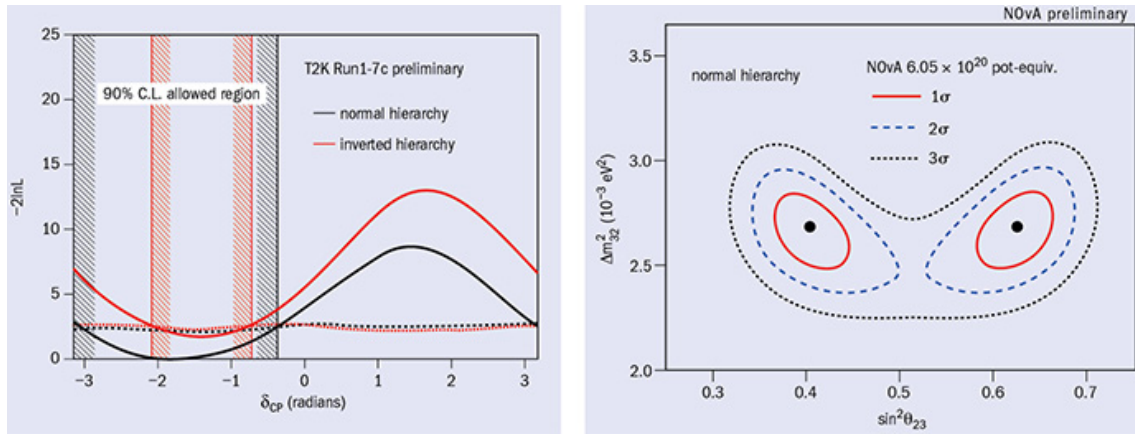 25
20
15
10
5
0
−2lnL
T2K Run1-7c preliminary
90% C.L. allowed region
normal hierarchy
inverted hierarchy
−3 −2 −1 0 1 2 3
δCP (radians)
NOvA preliminary
3.5
3.0
2.5
2.0
Δm²32 (10⁻³ eV²)
normal hierarchy
NOvA 6.05 × 10²⁰ pot-equiv.
1σ
2σ
3σ
0.3 0.4 0.5 0.6 0.7
sin²θ23